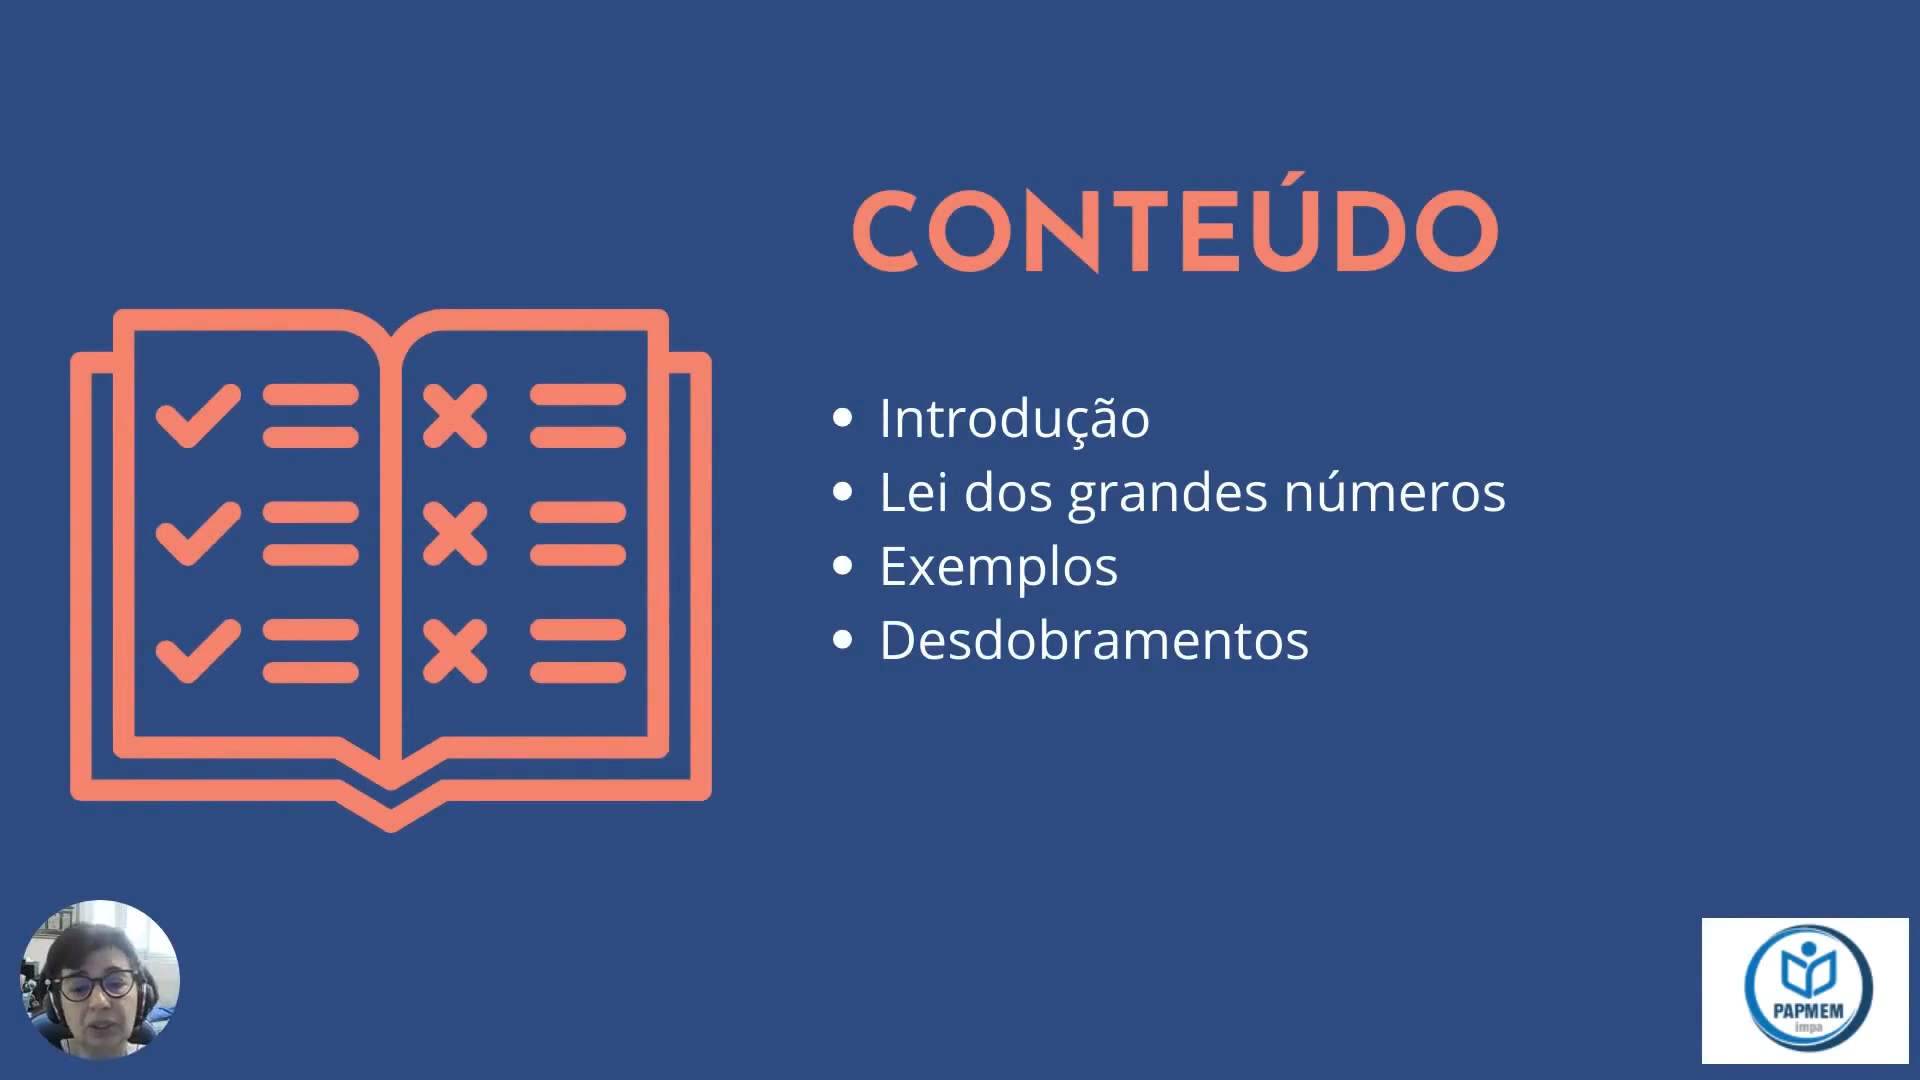 CONTEÚDO
Introdução
Lei dos grandes números
Exemplos
Desdobramentos
PAPMEM
impa